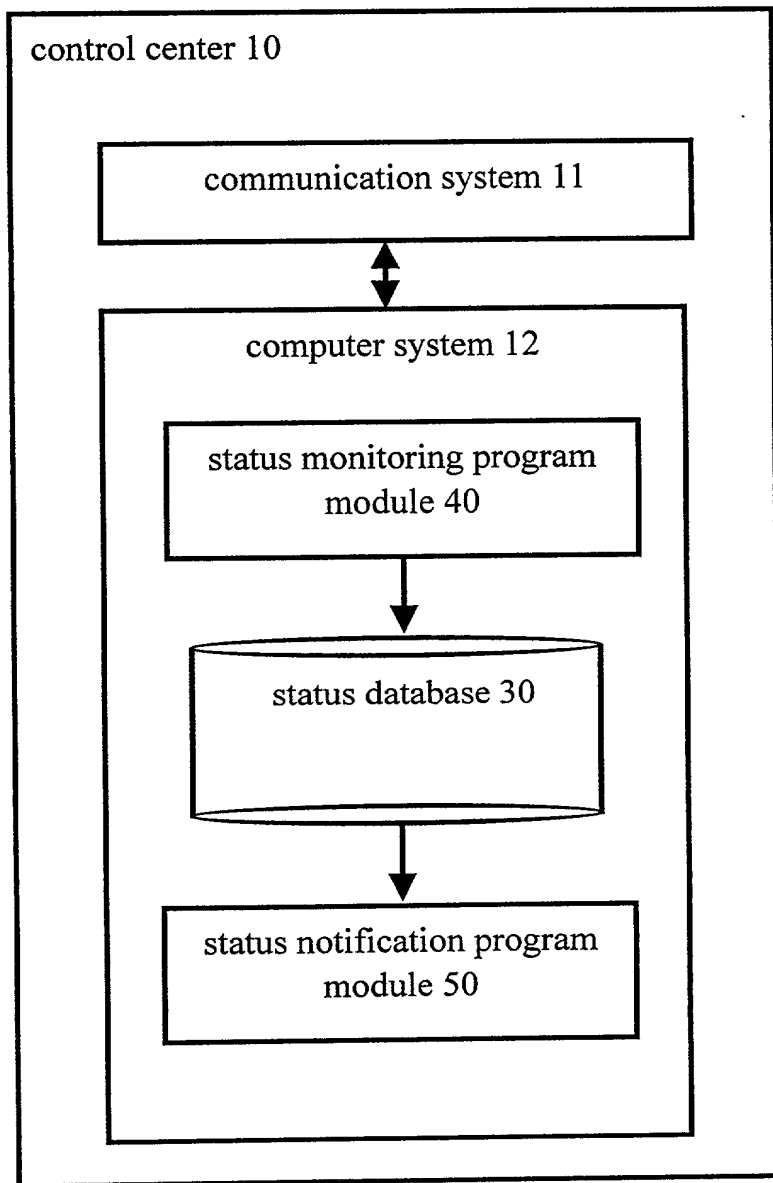 control center 10
communication system 11
computer system 12
status monitoring program
module 40
status database 30
status notification program
module 50